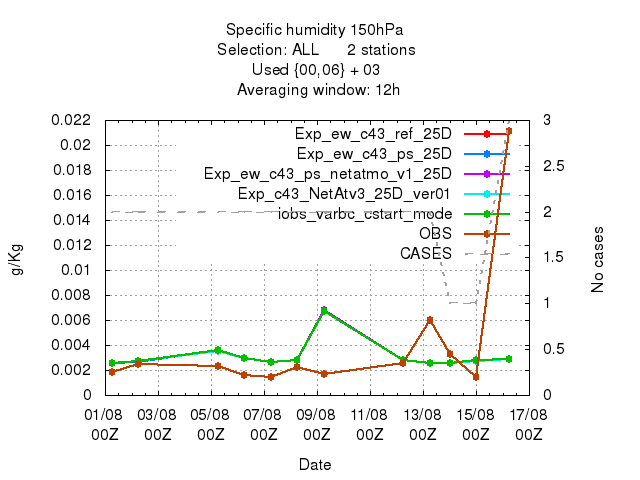 Specific humidity 150hPa
Selection: ALL 2 stations
Used {00,06} + 03
Averaging window: 12h
0.022
0.02
0.018
0.016
0.014
0.012
0.01
0.008
0.006
0.004
0.002
0
g/Kg
Exp_ew_c43_ref_25D
Exp_ew_c43_ps_25D
Exp_ew_c43_ps_netatmo_v1_25D
Exp_c43_NetAtv3_25D_ver01
iobs_varbc_cstart_mode
OBS
CASES
3
2.5
2
1.5
1
0.5
0
No cases
01/08 03/08 05/08 07/08 09/08 11/08 13/08 15/08 17/08
00Z 00Z 00Z 00Z 00Z 00Z 00Z 00Z 00Z
Date